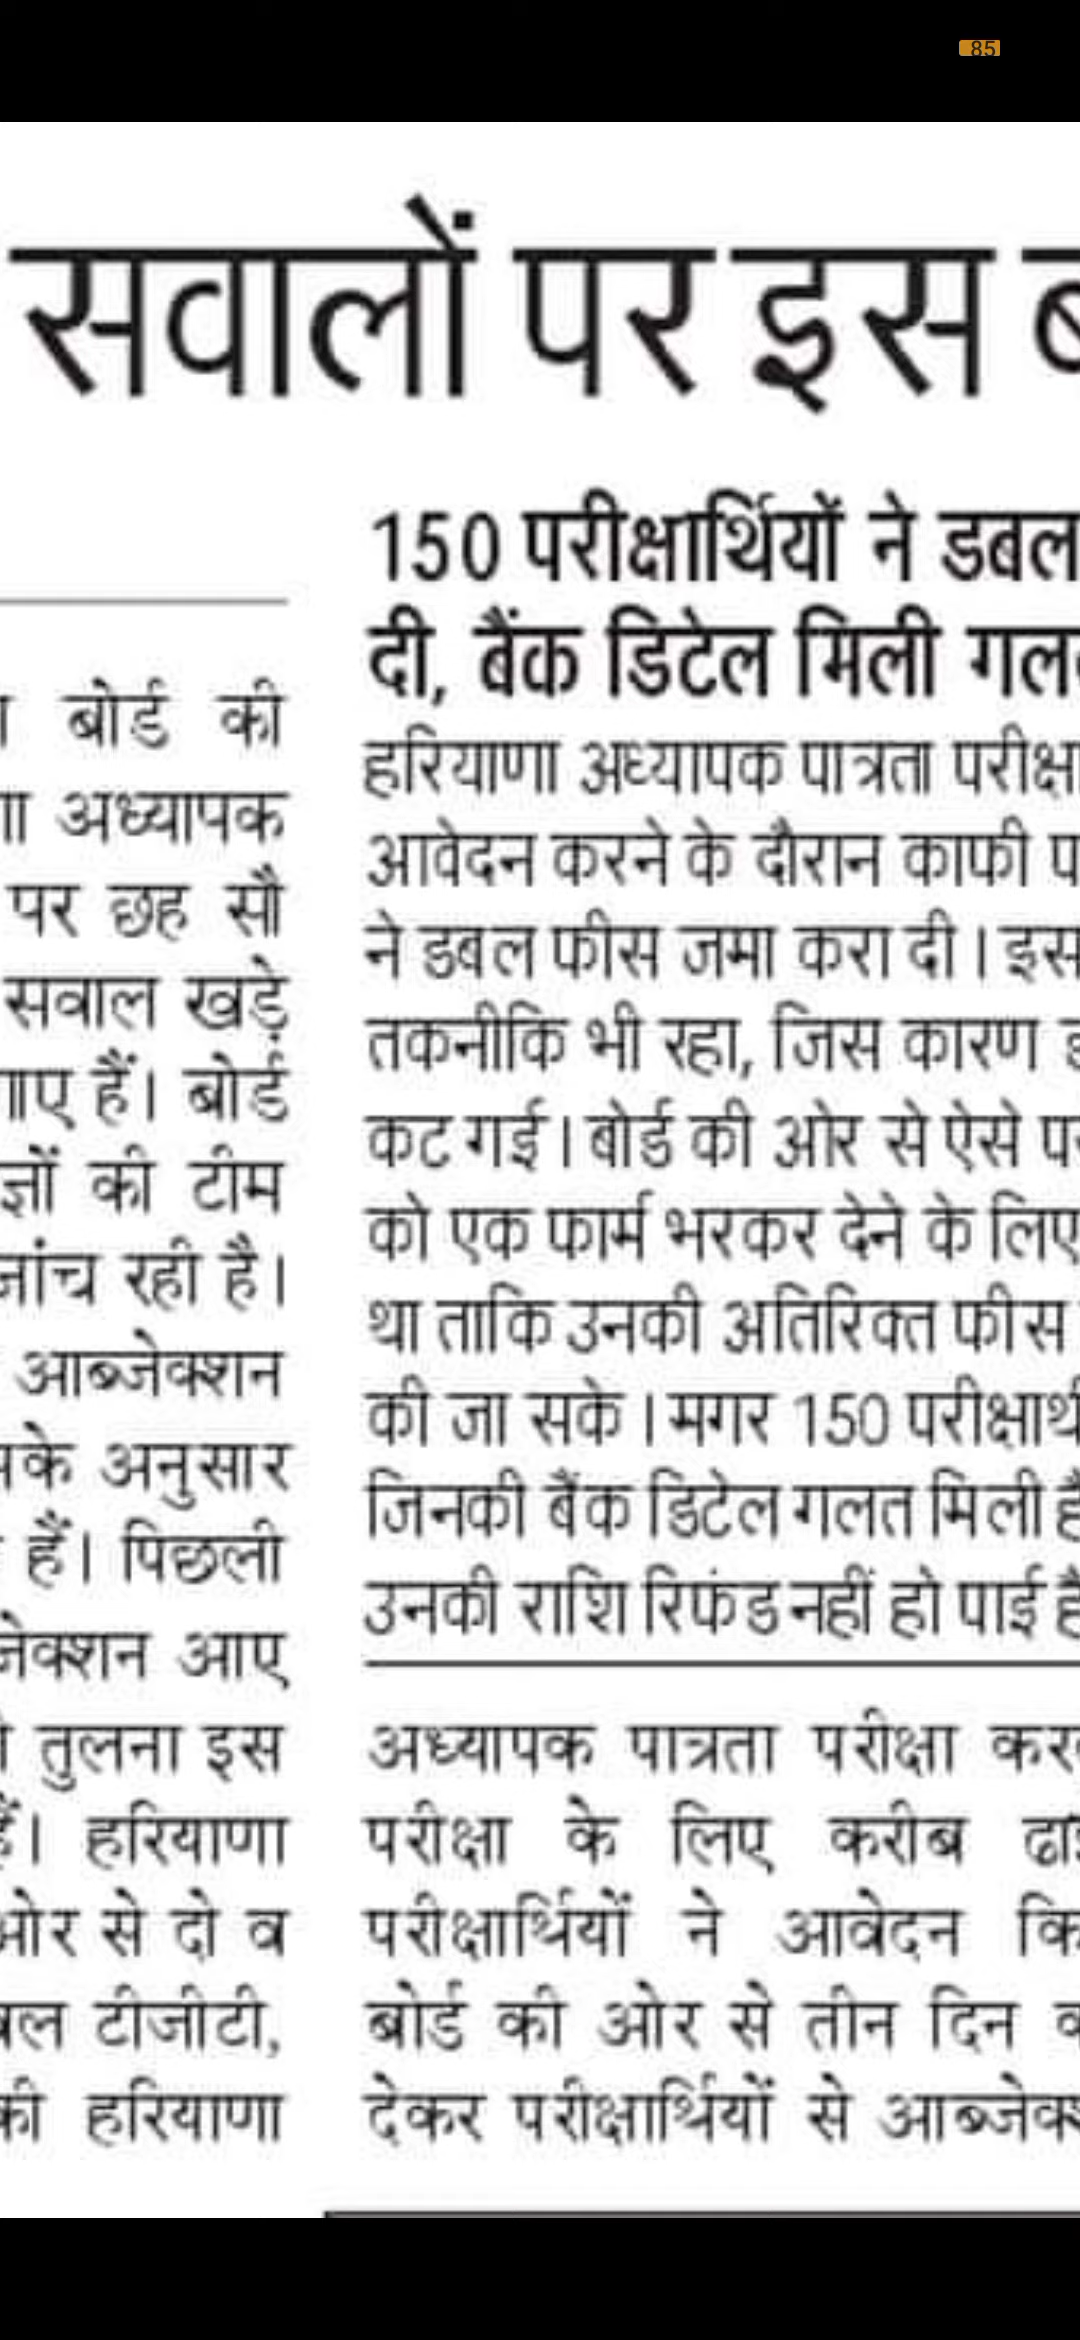 85
सवालों पर इस
बोर्ड की
अध्यापक
पर छह सौ
सवाल खड़े
हैं। बोर्ड
की टीम
जांच रही है।
आब्जेक्शन
अनुसार
हैं। पिछली
आए
तुलना इस
हरियाणा
से दो व
टीजीटी,
की हरियाणा
150 परीक्षार्थियों ने डबल
दी, बैंक डिटेल मिली
हरियाणा अध्यापक पात्रता परीक्षा
आवेदन करने के दौरान काफी
ने डबल फीस जमा करा दी। इस
तकनीकि भी रहा, जिस कारण
कट गई। बोर्ड की ओर से ऐसे
को एक फार्म भरकर देने के लिए
था ताकि उनकी अतिरिक्त फीस
की जा सके। मगर 150
जिनकी बैंक डिटेल गलत मिली
उनकी राशि रिफंड नहीं हो पाई
अध्यापक पात्रता परीक्षा
परीक्षा के लिए करीब
परीक्षार्थियों ने आवेदन
बोर्ड की ओर से तीन दिन
देकर परीक्षार्थियों से